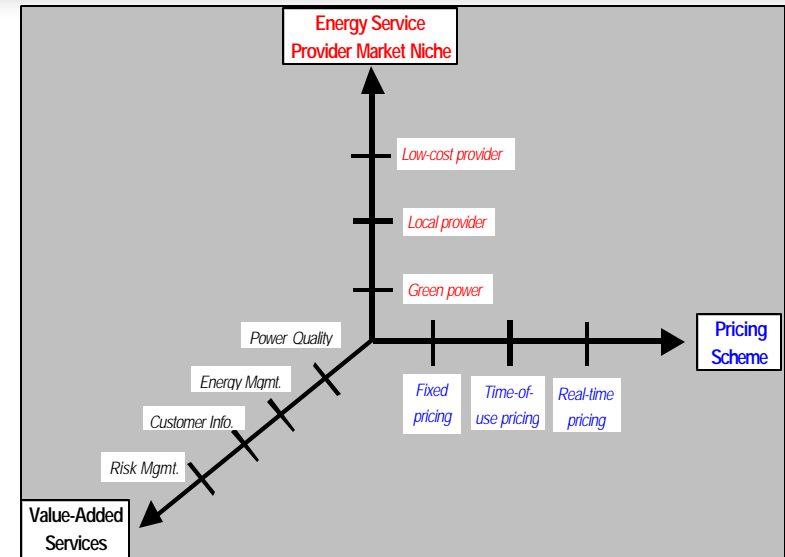 Energy Service
Provider Market Niche
Low-cost provider
Local provider
Green power
Power Quality
Pricing
Scheme
Energy Mgmt.
Fixed
pricing
Time-of-
use pricing
Real-time
pricing
Customer Info.
Risk Mgmt.
Value-Added
Services